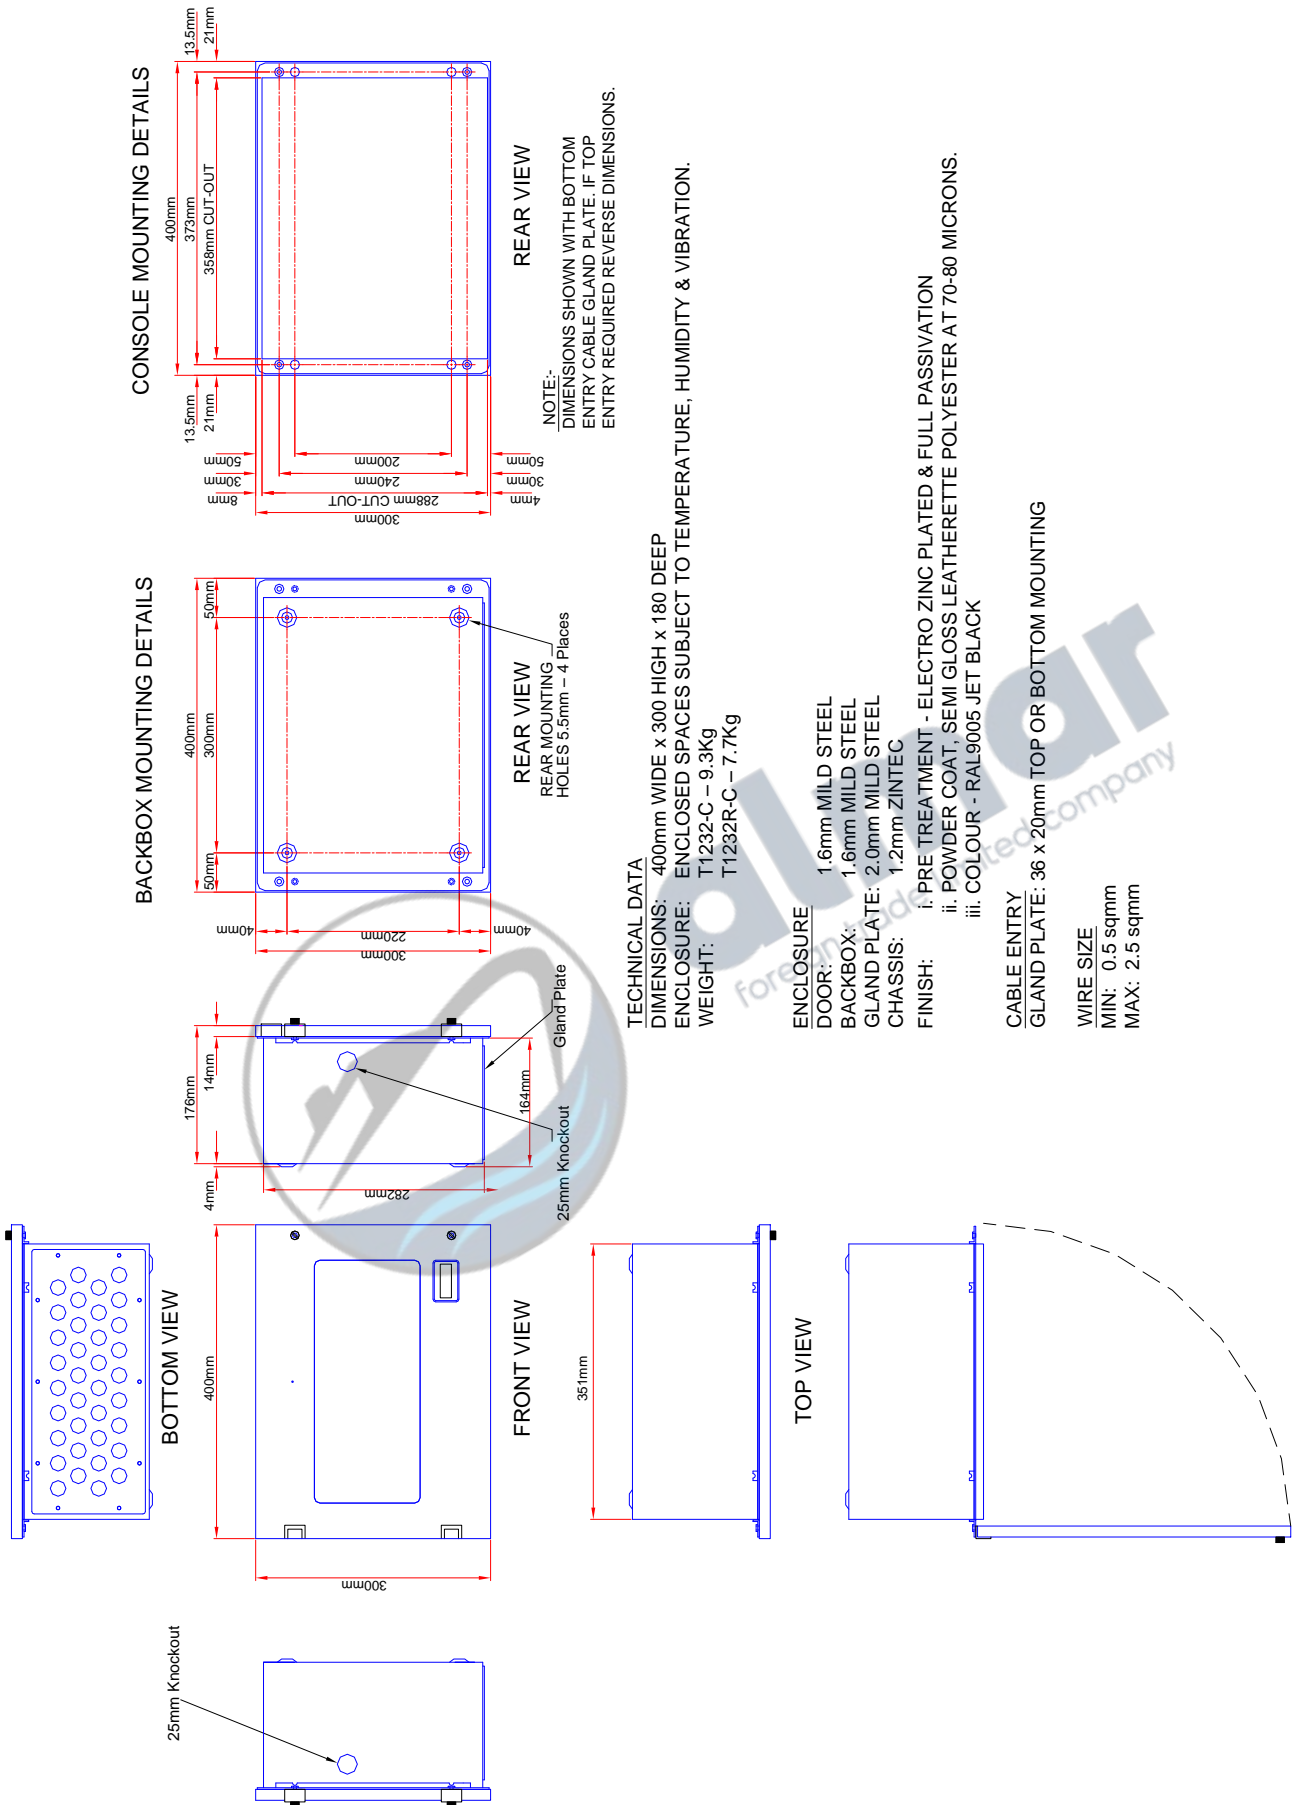 25mm Knockout
BOTTOM VIEW
400mm
300mm
FRONT VIEW
351mm
TOP VIEW
4mm
176mm
14mm
282mm
164mm
25mm Knockout
Gland Plate
BACKBOX MOUNTING DETAILS
400mm
50mm
300mm
50mm
40mm
220mm
40mm
300mm
REAR VIEW
REAR MOUNTING
HOLES 5.5mm – 4 Places
CONSOLE MOUNTING DETAILS
400mm
13.5mm
373mm
13.5mm
21mm
358mm CUT-OUT
21mm
50mm
200mm
50mm
30mm
240mm
30mm
8mm
288mm CUT-OUT
4mm
300mm
REAR VIEW
NOTE:-
DIMENSIONS SHOWN WITH BOTTOM
ENTRY CABLE GLAND PLATE. IF TOP
ENTRY REQUIRED REVERSE DIMENSIONS.
TECHNICAL DATA
DIMENSIONS: 400mm WIDE x 300 HIGH x 180 DEEP
ENCLOSURE: ENCLOSED SPACES SUBJECT TO TEMPERATURE, HUMIDITY & VIBRATION.
WEIGHT: T1232-C – 9.3Kg
T1232R-C – 7.7Kg
ENCLOSURE
DOOR: 1.6mm MILD STEEL
BACKBOX: 1.6mm MILD STEEL
GLAND PLATE: 2.0mm MILD STEEL
CHASSIS: 1.2mm ZINTEC
FINISH: i. PRE TREATMENT - ELECTRO ZINC PLATED & FULL PASSIVATION
ii. POWDER COAT, SEMI GLOSS LEATHERETTE POLYESTER AT 70-80 MICRONS.
iii. COLOUR - RAL9005 JET BLACK
CABLE ENTRY
GLAND PLATE: 36 x 20mm TOP OR BOTTOM MOUNTING
WIRE SIZE
MIN: 0.5 sqmm
MAX: 2.5 sqmm
almar
foreign trade limited company